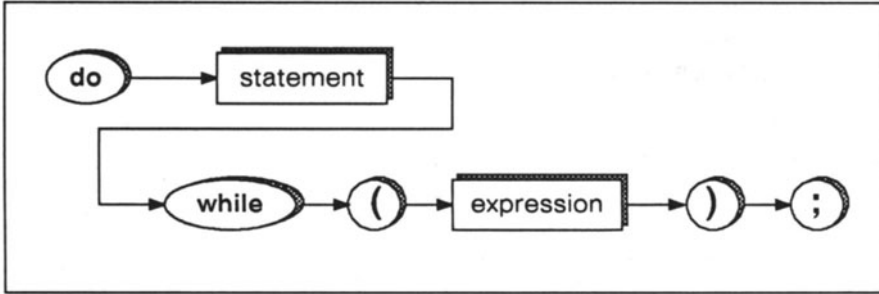 do statement
while ( expression ) ;